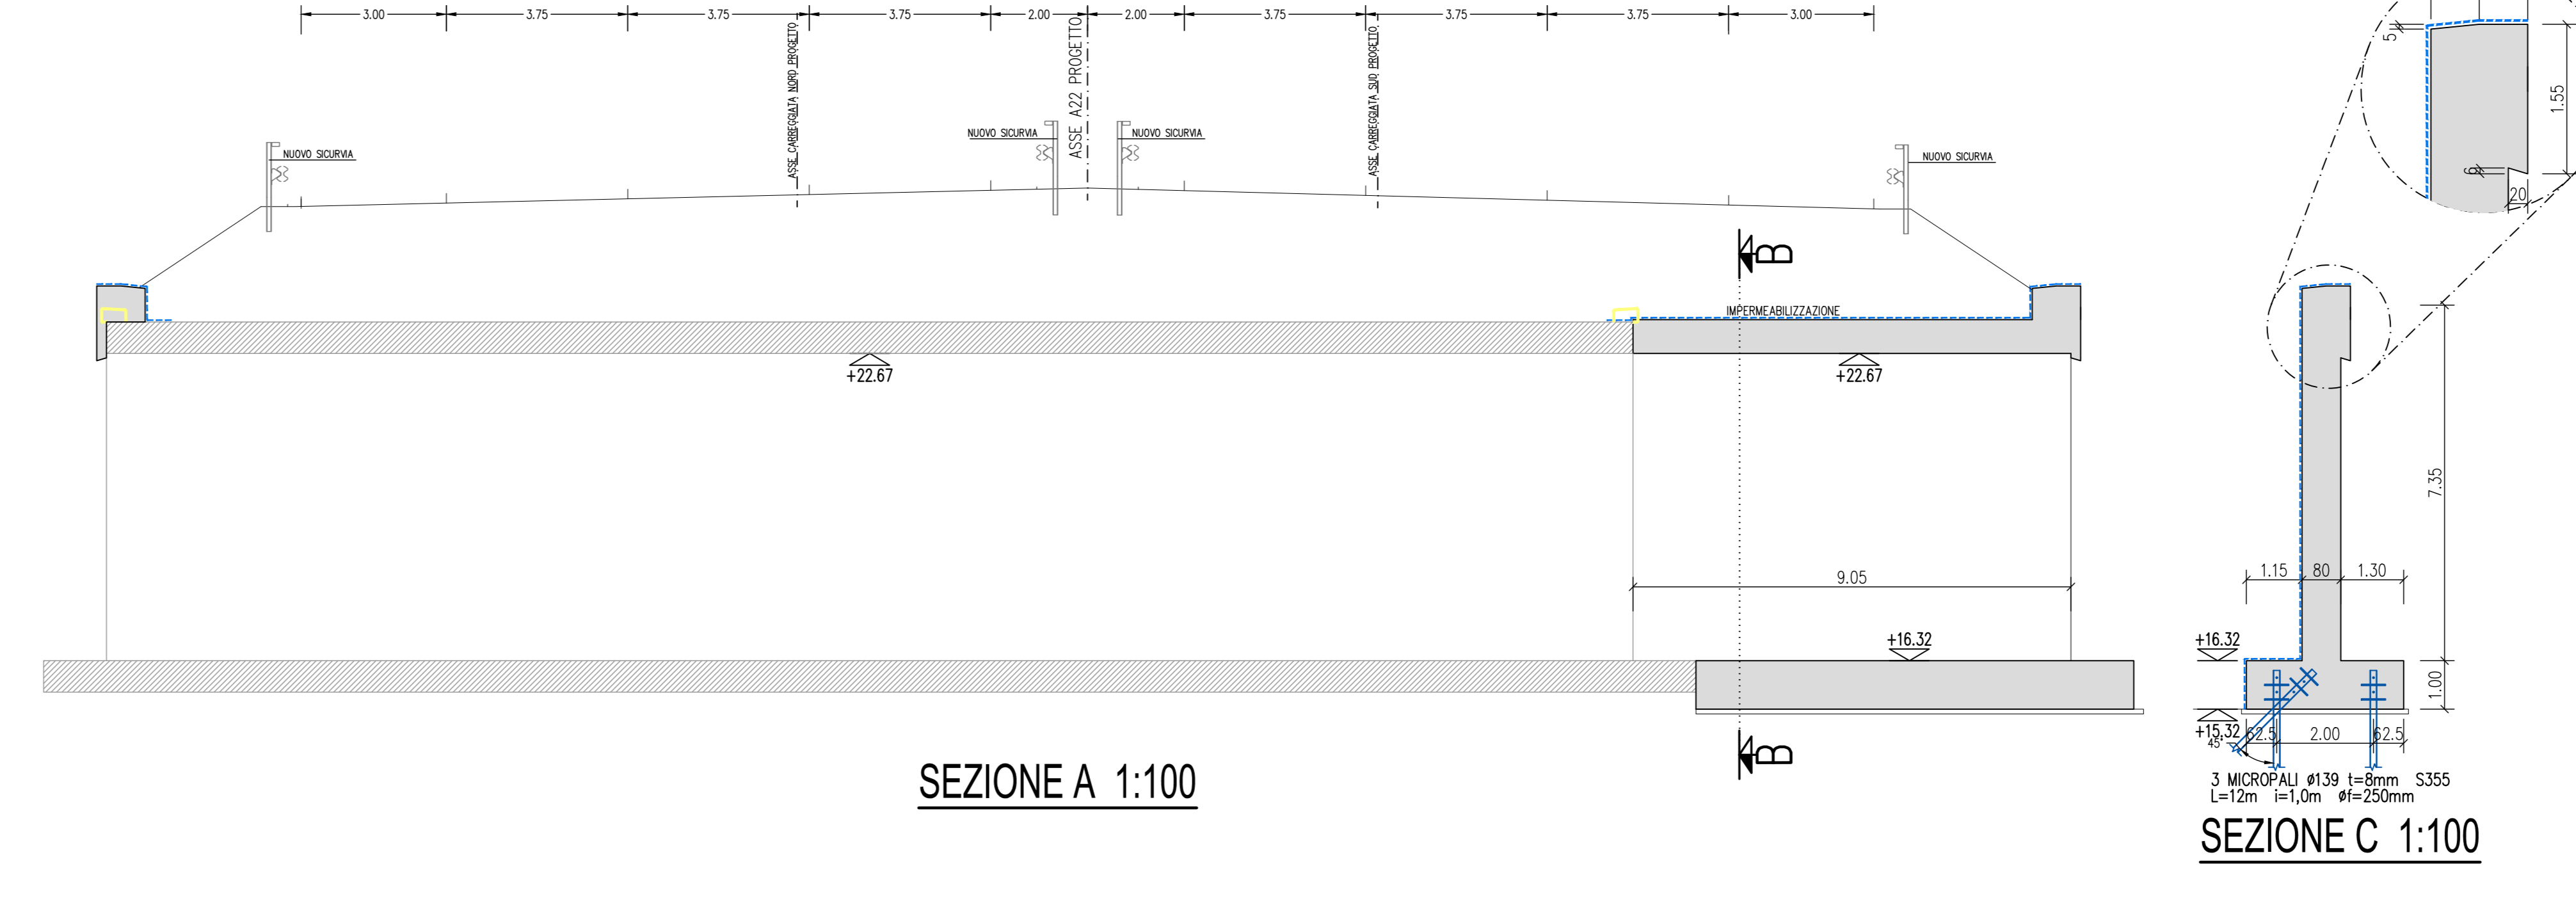 3.00 3.75 3.75 3.75 2.00 2.00 3.75 3.75 3.75 3.00
ASSE CARREGGIATA NORD PROGETTO
ASSE A22 PROGETTO
ASSE CARREGGIATA SUD PROGETTO
NUOVO SICURVIA
NUOVO SICURVIA
NUOVO SICURVIA
NUOVO SICURVIA
B
IMPERMEABILIZZAZIONE
+22.67
+22.67
9.05
+16.32
B
SEZIONE A 1:100
5
1.55
6
20
7.35
1.15 80 1.30
+16.32
1.00
+15.32
45°
62.5 2.00 62.5
3 MICROPALI ø139 t=8mm S355
L=12m i=1,0m øf=250mm
SEZIONE C 1:100